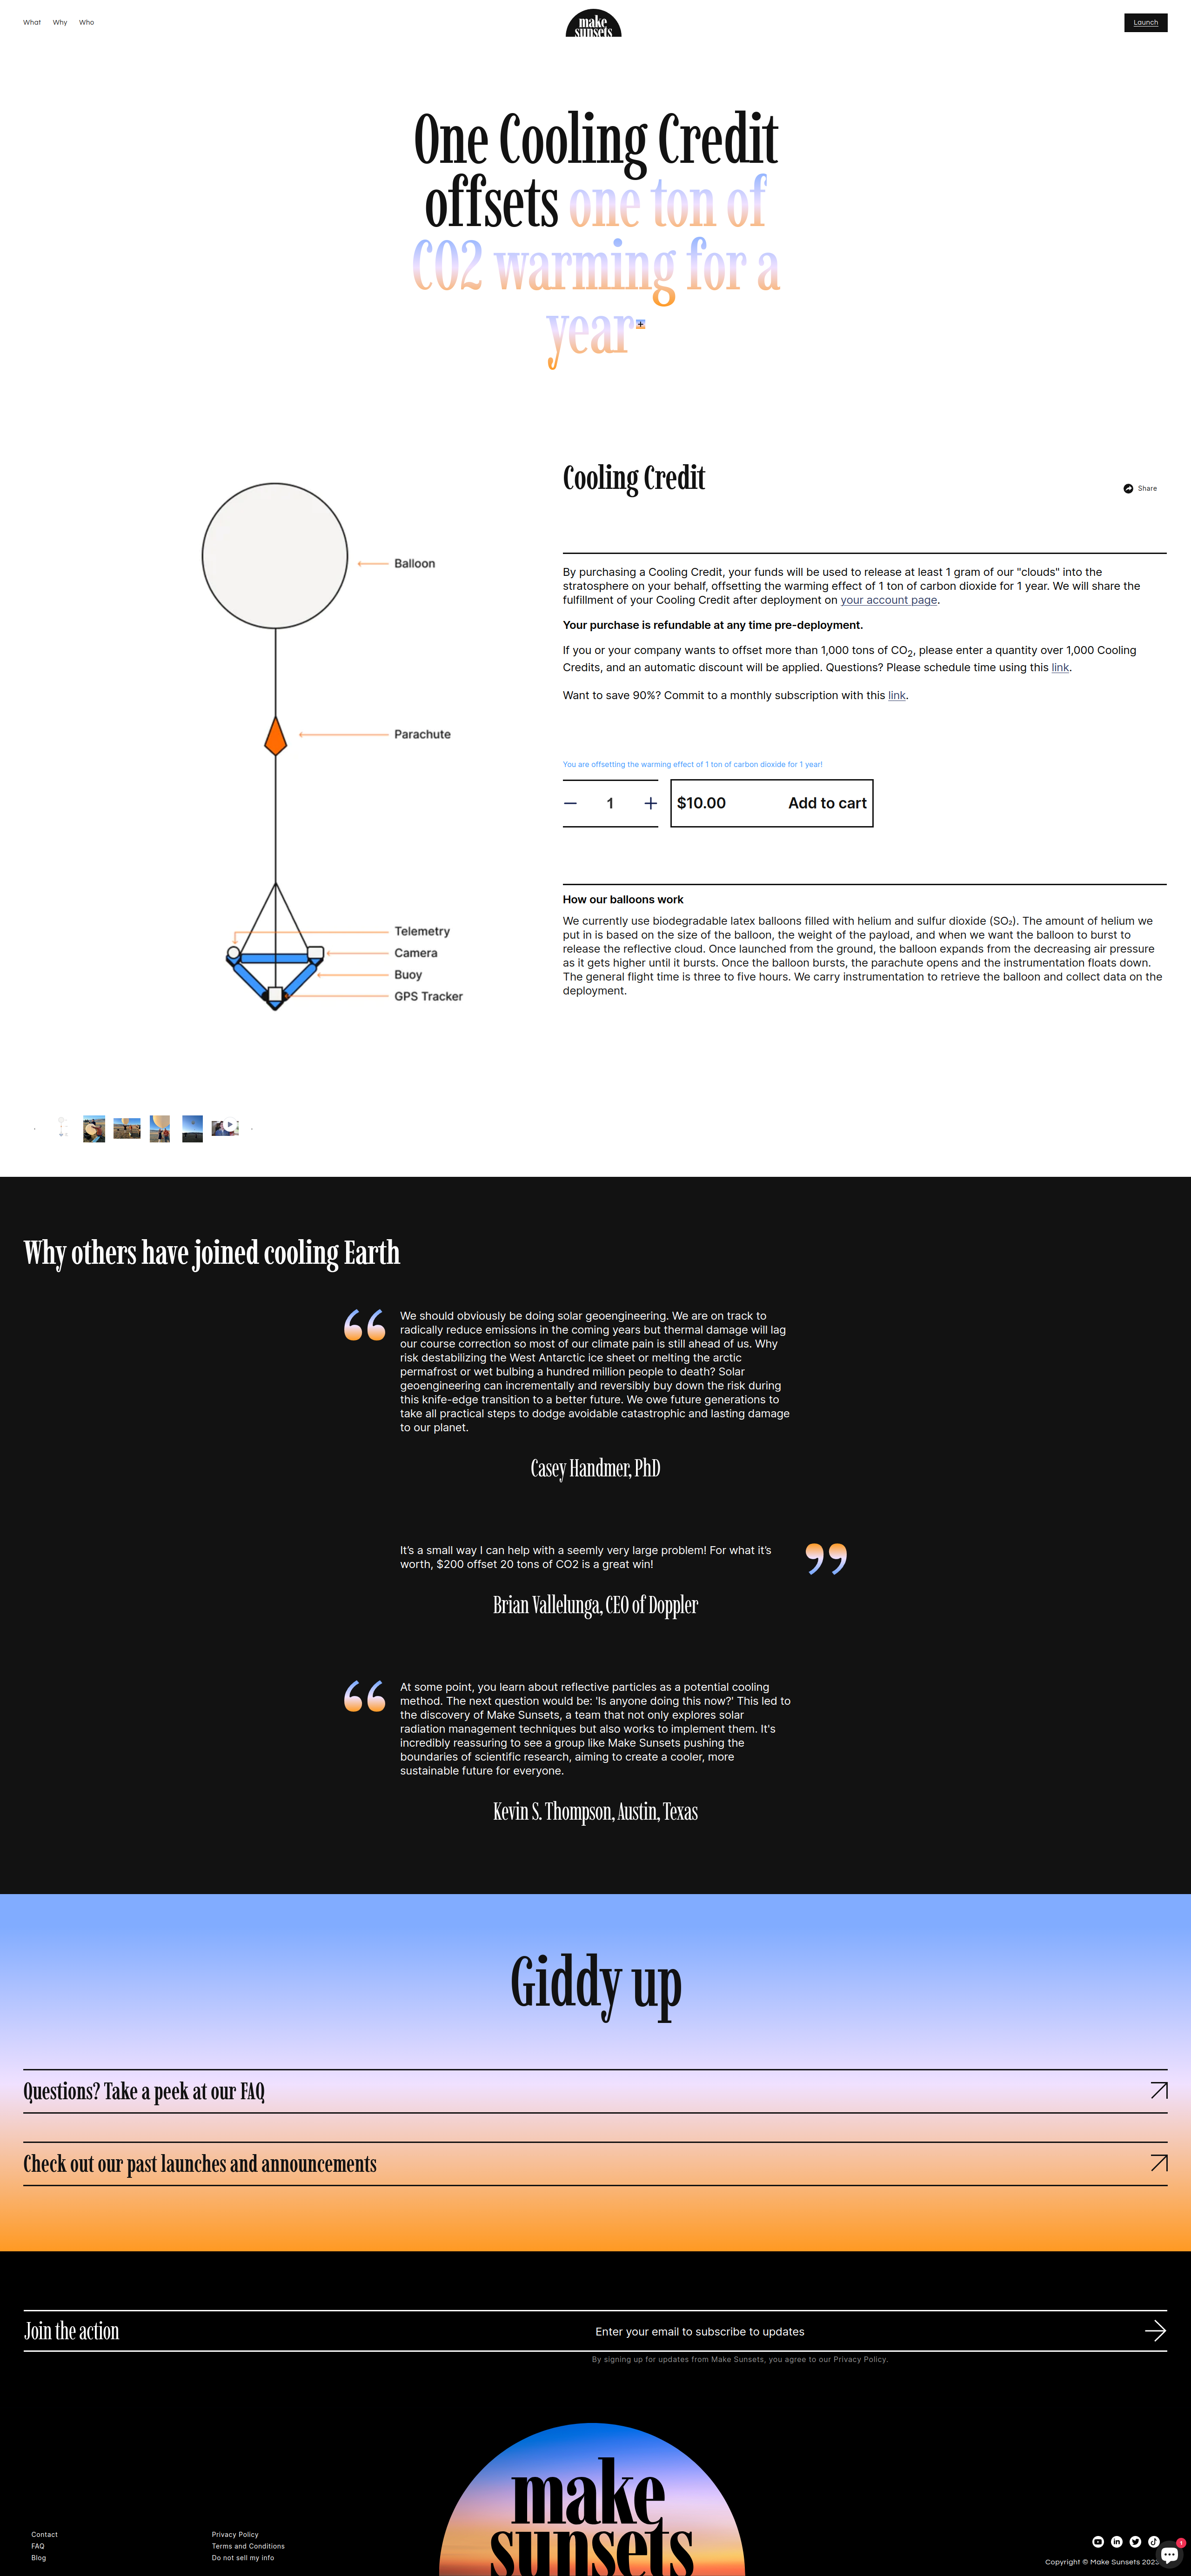 What Why Who
make
sunsets
Launch
One Cooling Credit
offsets one ton of
CO2 warming for a
year+
Cooling Credit
Share
Balloon
Parachute
Telemetry
Camera
Buoy
GPS Tracker
By purchasing a Cooling Credit, your funds will be used to release at least 1 gram of our "clouds" into the
stratosphere on your behalf, offsetting the warming effect of 1 ton of carbon dioxide for 1 year. We will share the
fulfillment of your Cooling Credit after deployment on your account page.
Your purchase is refundable at any time pre-deployment.
If you or your company wants to offset more than 1,000 tons of CO₂, please enter a quantity over 1,000 Cooling
Credits, and an automatic discount will be applied. Questions? Please schedule time using this link.
Want to save 90%? Commit to a monthly subscription with this link.
You are offsetting the warming effect of 1 ton of carbon dioxide for 1 year!
− 1 + $10.00 Add to cart
How our balloons work
We currently use biodegradable latex balloons filled with helium and sulfur dioxide (SO₂). The amount of helium we
put in is based on the size of the balloon, the weight of the payload, and when we want the balloon to burst to
release the reflective cloud. Once launched from the ground, the balloon expands from the decreasing air pressure
as it gets higher until it bursts. Once the balloon bursts, the parachute opens and the instrumentation floats down.
The general flight time is three to five hours. We carry instrumentation to retrieve the balloon and collect data on the
deployment.
Why others have joined cooling Earth
We should obviously be doing solar geoengineering. We are on track to
radically reduce emissions in the coming years but thermal damage will lag
our course correction so most of our climate pain is still ahead of us. Why
risk destabilizing the West Antarctic ice sheet or melting the arctic
permafrost or wet bulbing a hundred million people to death? Solar
geoengineering can incrementally and reversibly buy down the risk during
this knife-edge transition to a better future. We owe future generations to
take all practical steps to dodge avoidable catastrophic and lasting damage
to our planet.
Casey Handmer, PhD
It's a small way I can help with a seemly very large problem! For what it's
worth, $200 offset 20 tons of CO2 is a great win!
Brian Vallelunga, CEO of Doppler
At some point, you learn about reflective particles as a potential cooling
method. The next question would be: 'Is anyone doing this now?' This led to
the discovery of Make Sunsets, a team that not only explores solar
radiation management techniques but also works to implement them. It's
incredibly reassuring to see a group like Make Sunsets pushing the
boundaries of scientific research, aiming to create a cooler, more
sustainable future for everyone.
Kevin S. Thompson, Austin, Texas
Giddy up
Questions? Take a peek at our FAQ
Check out our past launches and announcements
Join the action
Enter your email to subscribe to updates
By signing up for updates from Make Sunsets, you agree to our Privacy Policy.
make
sunsets
Contact
FAQ
Blog
Privacy Policy
Terms and Conditions
Do not sell my info
Copyright © Make Sunsets 2023
1